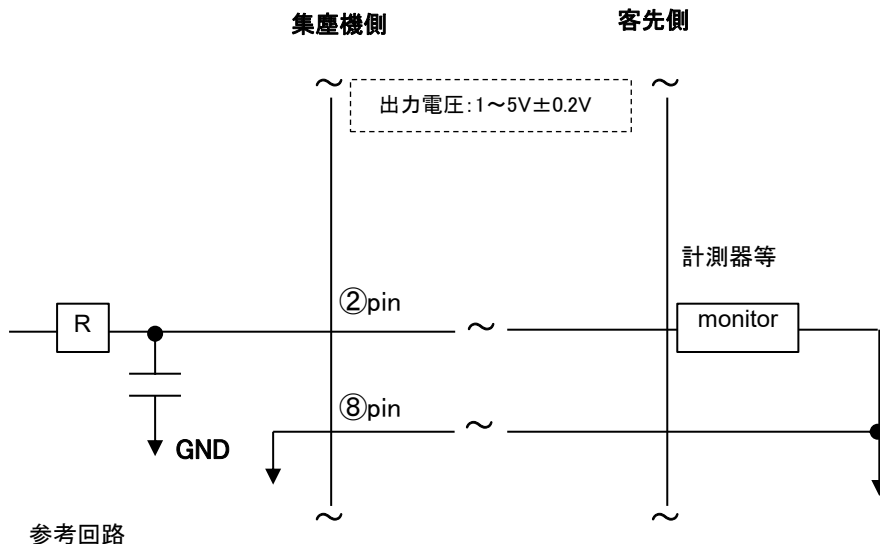 集塵機側
客先側
出力電圧:1～5V±0.2V
計測器等
②pin
R
monitor
⑧pin
GND
参考回路